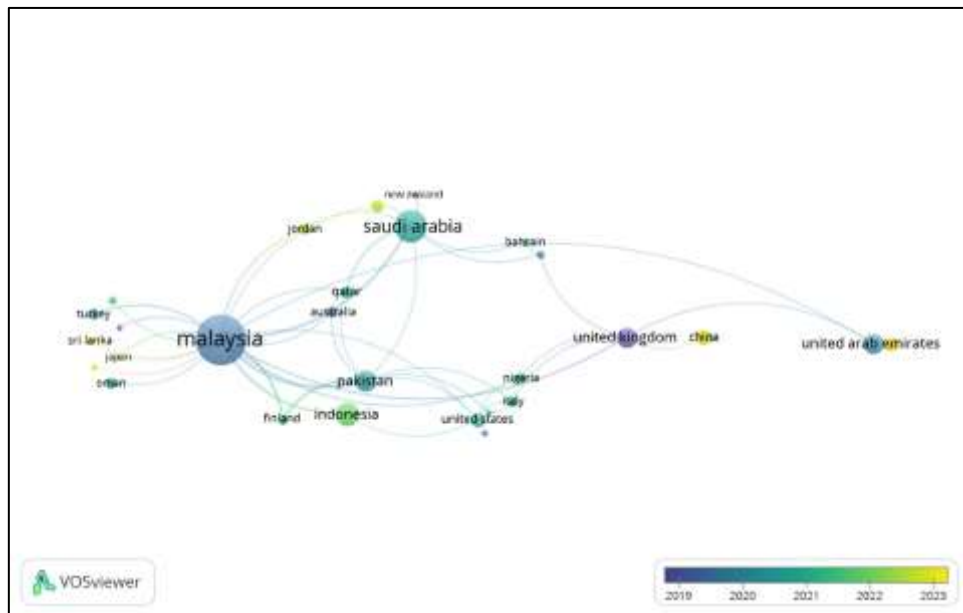 new zealand
saudi arabia
jordan
bahrain
qatar
australia
turkey
malaysia
sri lanka
japan
oman
united kingdom
china
united arab emirates
pakistan
nigeria
italy
indonesia
finland
united states
VOSviewer
2019 2020 2021 2022 2023